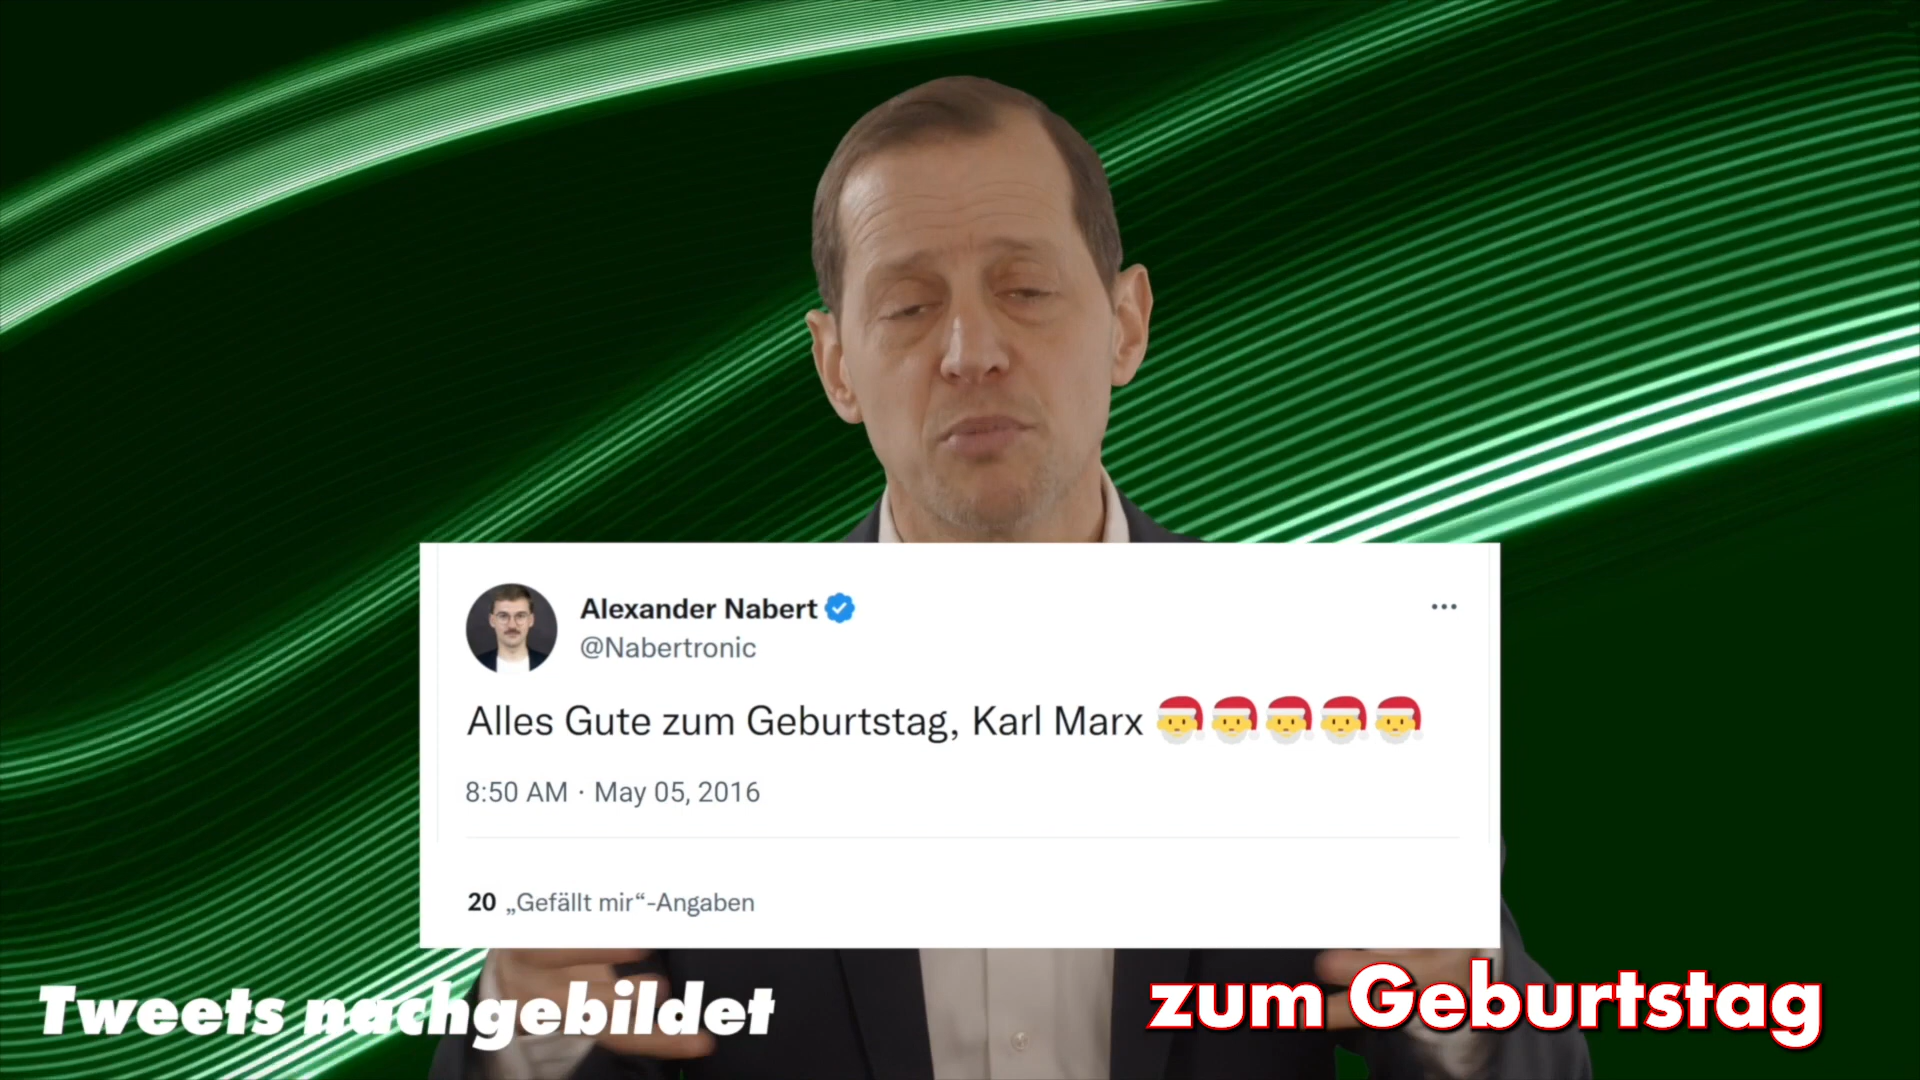 Alexander Nabert
@Nabertronic
Alles Gute zum Geburtstag, Karl Marx 🎅🎅🎅🎅🎅
8:50 AM · May 05, 2016
20 „Gefällt mir“-Angaben
Tweets nachgebildet
zum Geburtstag